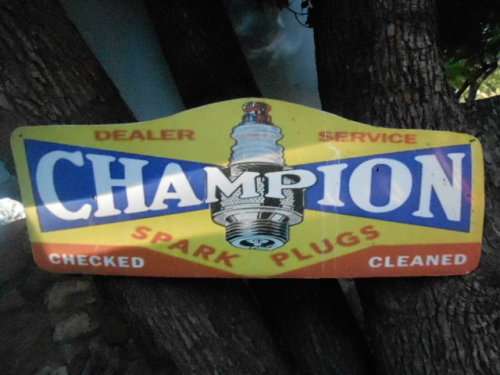 DEALER SERVICE
CHAMPION
SPARK PLUGS
CHECKED CLEANED